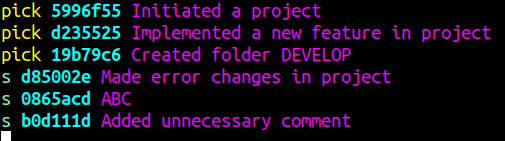 pick 5996f55 Initiated a project
pick d235525 Implemented a new feature in project
pick 19b79c6 Created folder DEVELOP
s d85002e Made error changes in project
s 0865acd ABC
s b0d111d Added unnecessary comment